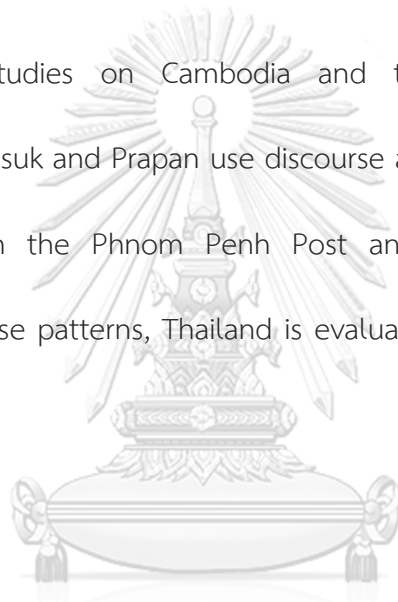 tudies on Cambodia and t
suk and Prapan use discourse a
the Phnom Penh Post an
se patterns, Thailand is evalua